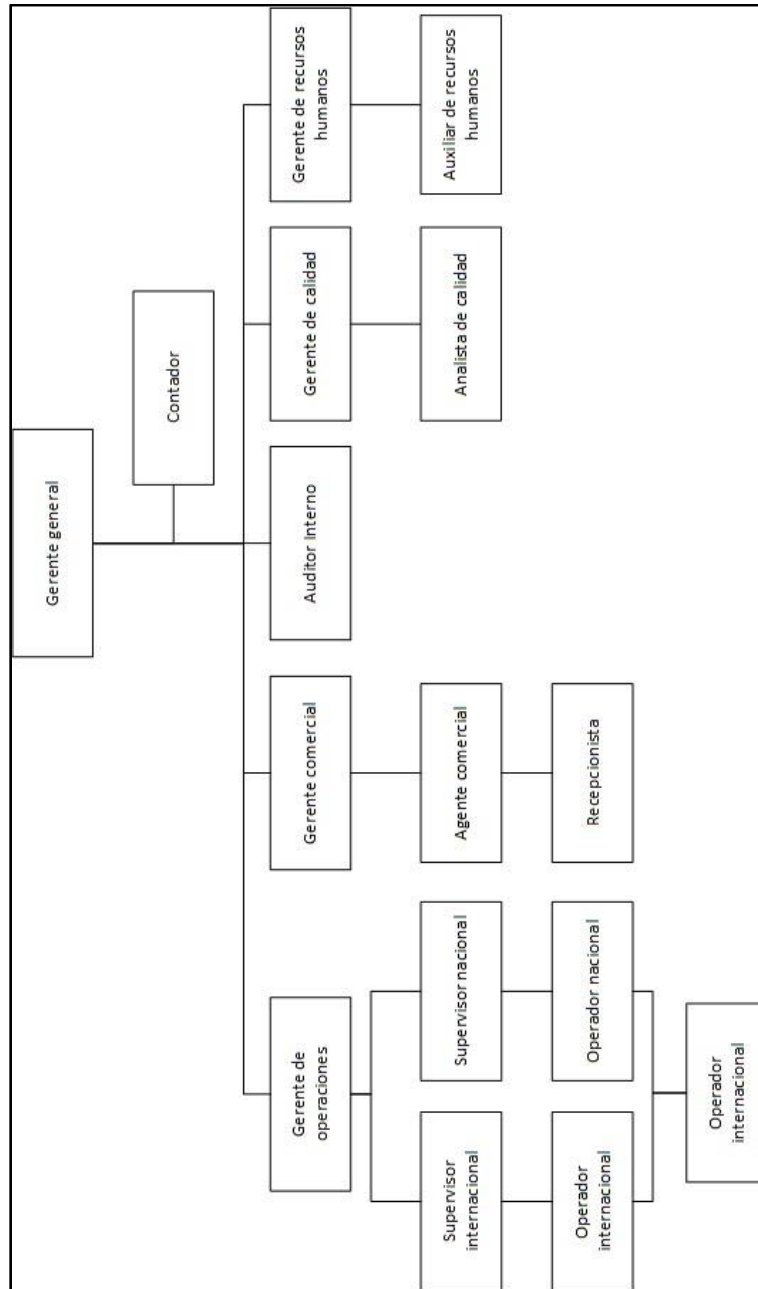 Gerente general
Contador
Gerente de
operaciones
Gerente comercial
Auditor Interno
Gerente de calidad
Gerente de recursos
humanos
Supervisor
internacional
Supervisor nacional
Agente comercial
Analista de calidad
Auxiliar de recursos
humanos
Operador
internacional
Operador nacional
Recepcionista
Operador
internacional